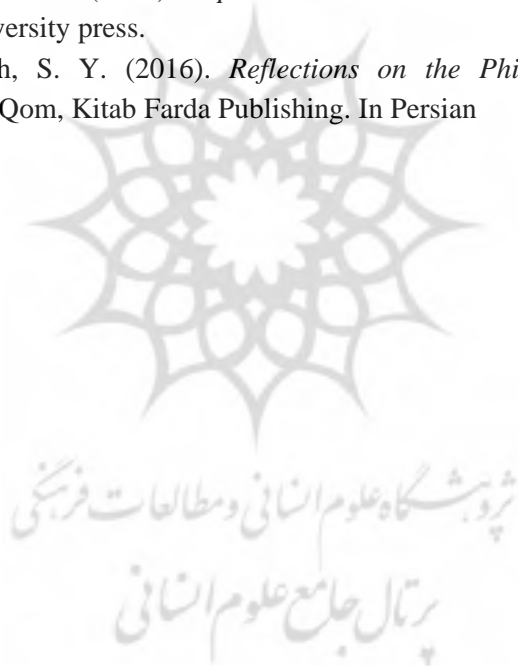 versity press.
h, S. Y. (2016). Reflections on the Phi
Qom, Kitab Farda Publishing. In Persian
پژوهشگاه علوم انسانی و مطالعات فرهنگی
پرتال جامع علوم انسانی